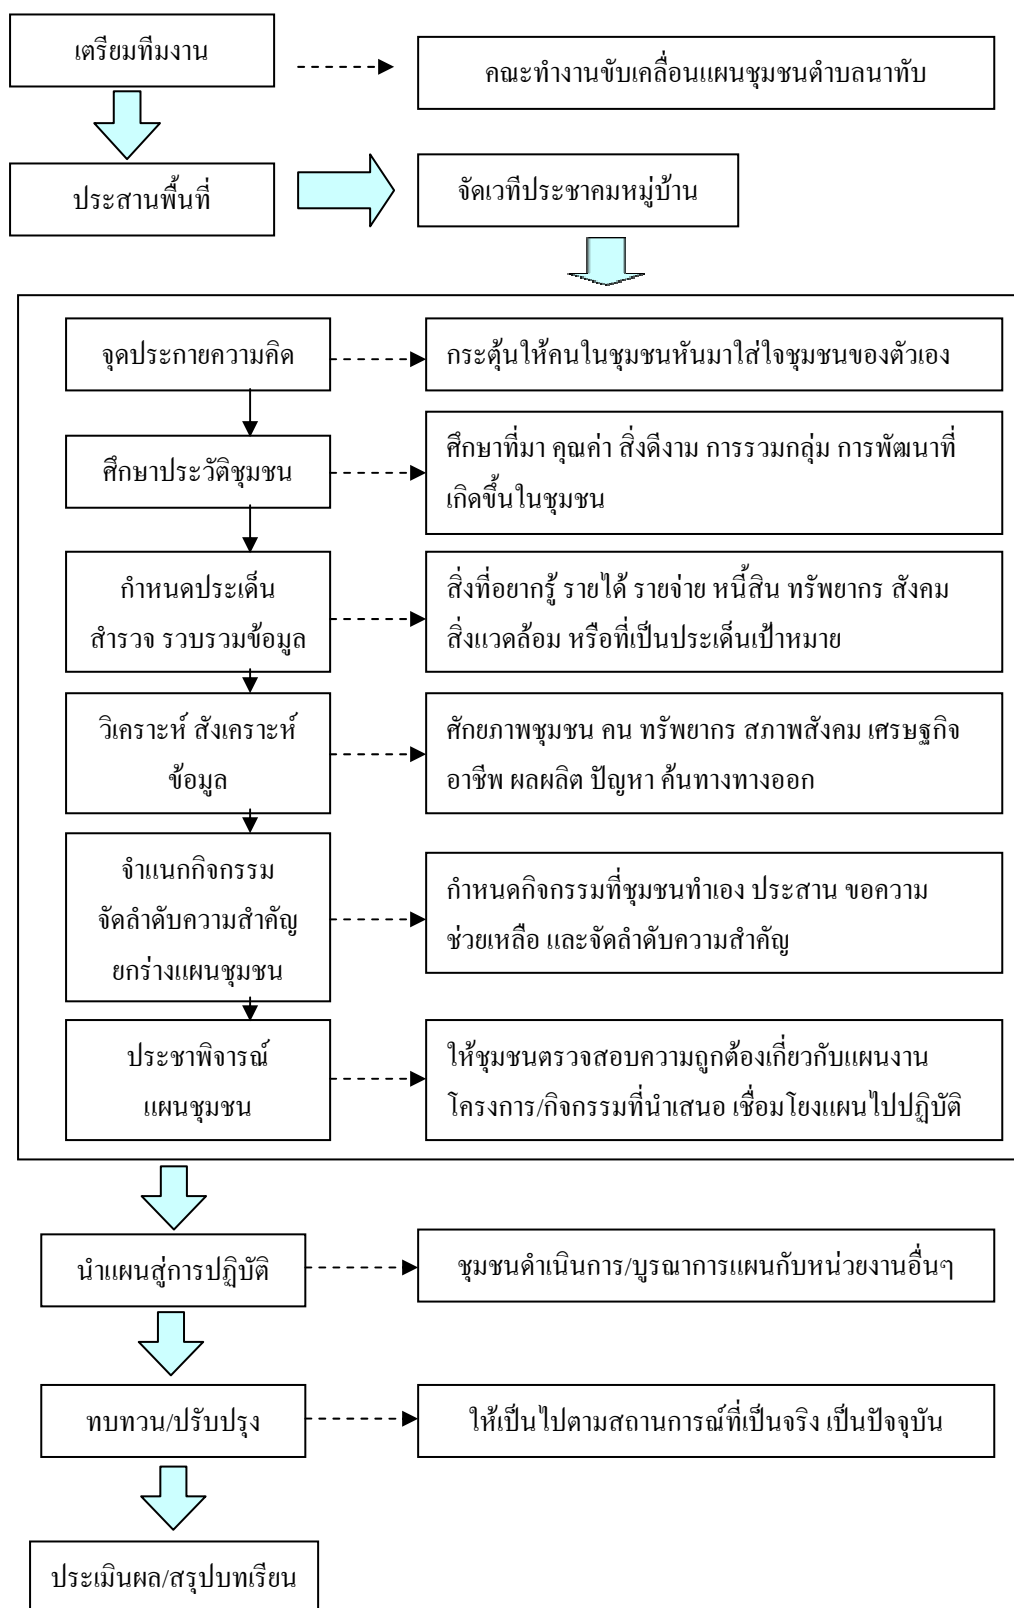 เตรียมทีมงาน
คณะทำงานขับเคลื่อนแผนชุมชนตำบลนาทับ
ประสานพื้นที่
จัดเวทีประชาคมหมู่บ้าน
จุดประกายความคิด
กระตุ้นให้คนในชุมชนหันมาใส่ใจชุมชนของตัวเอง
ศึกษาประวัติชุมชน
ศึกษาที่มา คุณค่า สิ่งดีงาม การรวมกลุ่ม การพัฒนาที่
เกิดขึ้นในชุมชน
กำหนดประเด็น
สำรวจ รวบรวมข้อมูล
สิ่งที่อยากรู้ รายได้ รายจ่าย หนี้สิน ทรัพยากร สังคม
สิ่งแวดล้อม หรือที่เป็นประเด็นเป้าหมาย
วิเคราะห์ สังเคราะห์
ข้อมูล
ศักยภาพชุมชน คน ทรัพยากร สภาพสังคม เศรษฐกิจ
อาชีพ ผลผลิต ปัญหา ค้นทางทางออก
จำแนกกิจกรรม
จัดลำดับความสำคัญ
ยกร่างแผนชุมชน
กำหนดกิจกรรมที่ชุมชนทำเอง ประสาน ขอความ
ช่วยเหลือ และจัดลำดับความสำคัญ
ประชาพิจารณ์
แผนชุมชน
ให้ชุมชนตรวจสอบความถูกต้องเกี่ยวกับแผนงาน
โครงการ/กิจกรรมที่นำเสนอ เชื่อมโยงแผนไปปฏิบัติ
นำแผนสู่การปฏิบัติ
ชุมชนดำเนินการ/บูรณาการแผนกับหน่วยงานอื่นๆ
ทบทวน/ปรับปรุง
ให้เป็นไปตามสถานการณ์ที่เป็นจริง เป็นปัจจุบัน
ประเมินผล/สรุปบทเรียน